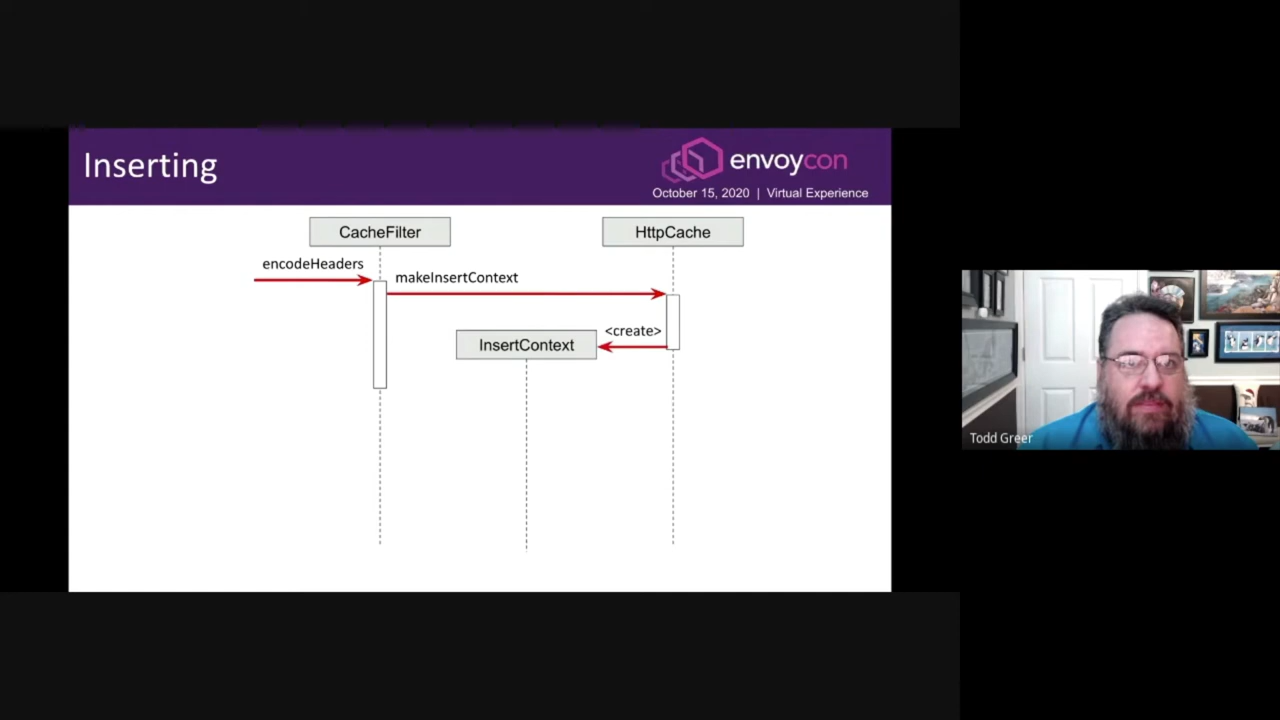 Inserting
envoycon
October 15, 2020 | Virtual Experience
CacheFilter
HttpCache
encodeHeaders
makeInsertContext
<create>
InsertContext
Todd Greer